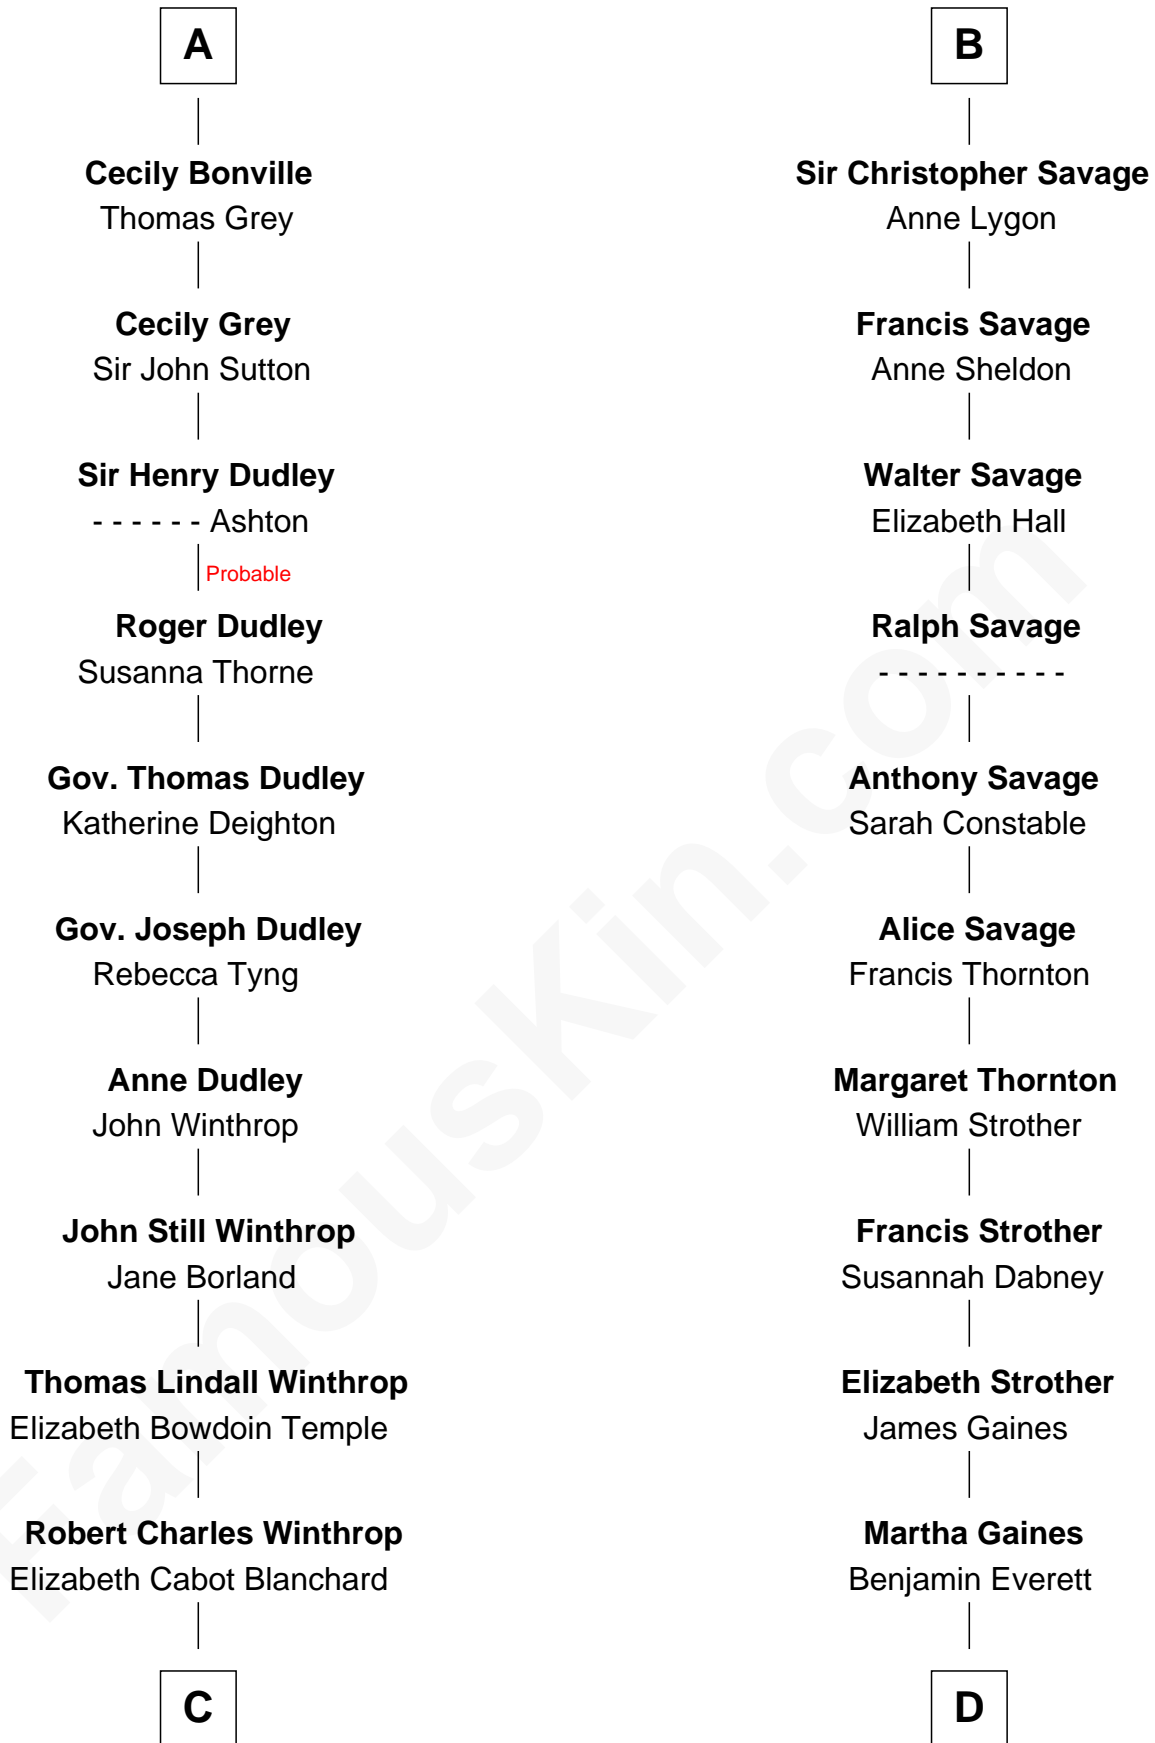 A
Cecily Bonville
Thomas Grey
Cecily Grey
Sir John Sutton
Sir Henry Dudley
- - - - - - Ashton
Probable
Roger Dudley
Susanna Thorne
Gov. Thomas Dudley
Katherine Deighton
Gov. Joseph Dudley
Rebecca Tyng
Anne Dudley
John Winthrop
John Still Winthrop
Jane Borland
Thomas Lindall Winthrop
Elizabeth Bowdoin Temple
Robert Charles Winthrop
Elizabeth Cabot Blanchard
C
B
Sir Christopher Savage
Anne Lygon
Francis Savage
Anne Sheldon
Walter Savage
Elizabeth Hall
Ralph Savage
- - - - - - - - - -
Anthony Savage
Sarah Constable
Alice Savage
Francis Thornton
Margaret Thornton
William Strother
Francis Strother
Susannah Dabney
Elizabeth Strother
James Gaines
Martha Gaines
Benjamin Everett
D
FamousKin.com